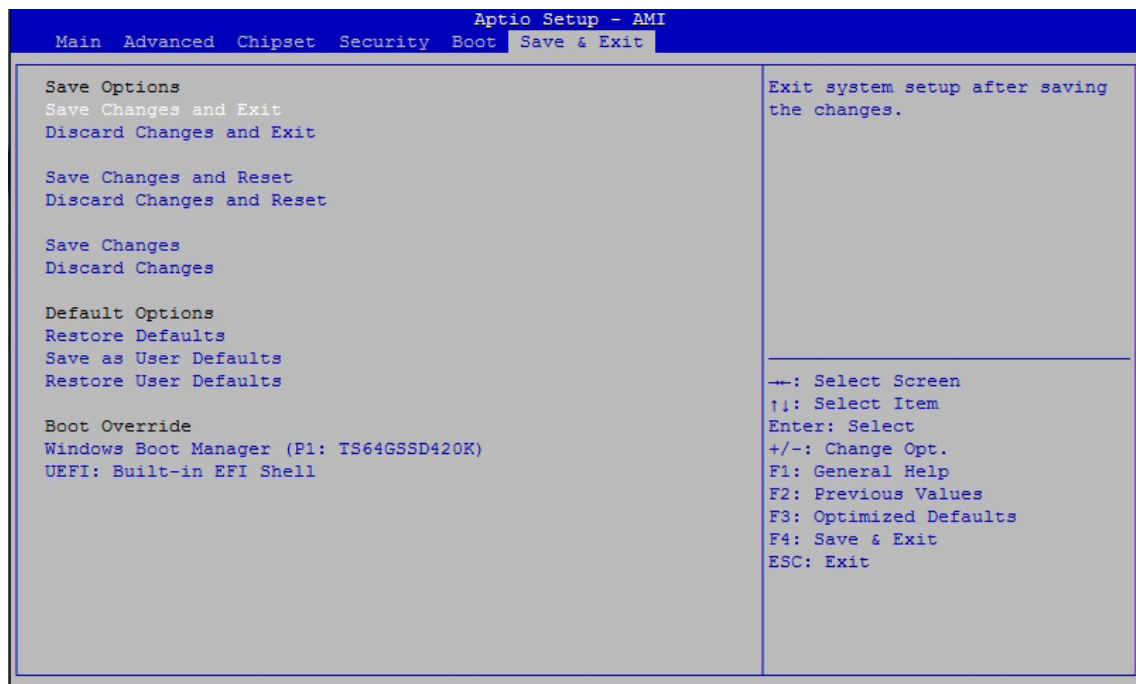 Aptio Setup - AMI
Main Advanced Chipset Security Boot Save & Exit
Save Options
Save Changes and Exit
Discard Changes and Exit
Save Changes and Reset
Discard Changes and Reset
Save Changes
Discard Changes
Default Options
Restore Defaults
Save as User Defaults
Restore User Defaults
Boot Override
Windows Boot Manager (P1: TS64GSSD420K)
UEFI: Built-in EFI Shell
Exit system setup after saving
the changes.
→←: Select Screen
↑↓: Select Item
Enter: Select
+/-: Change Opt.
F1: General Help
F2: Previous Values
F3: Optimized Defaults
F4: Save & Exit
ESC: Exit